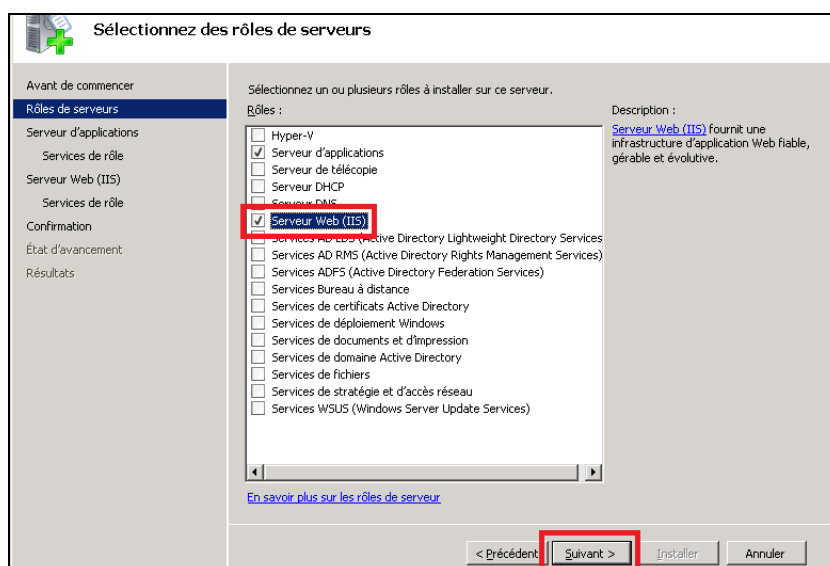 Sélectionnez des rôles de serveurs
Avant de commencer
Rôles de serveurs
Serveur d'applications
Services de rôle
Serveur Web (IIS)
Services de rôle
Confirmation
État d'avancement
Résultats
Sélectionnez un ou plusieurs rôles à installer sur ce serveur.
Rôles :
Hyper-V
Serveur d'applications
Serveur de télécopie
Serveur DHCP
Serveur DNS
Serveur Web (IIS)
Services AD LDS (Active Directory Lightweight Directory Services
Services AD RMS (Active Directory Rights Management Services)
Services ADFS (Active Directory Federation Services)
Services Bureau à distance
Services de certificats Active Directory
Services de déploiement Windows
Services de documents et d'impression
Services de domaine Active Directory
Services de fichiers
Services de stratégie et d'accès réseau
Services WSUS (Windows Server Update Services)
En savoir plus sur les rôles de serveur
Description :
Serveur Web (IIS) fournit une
infrastructure d'application Web fiable,
gérable et évolutive.
< Précédent
Suivant >
Installer
Annuler